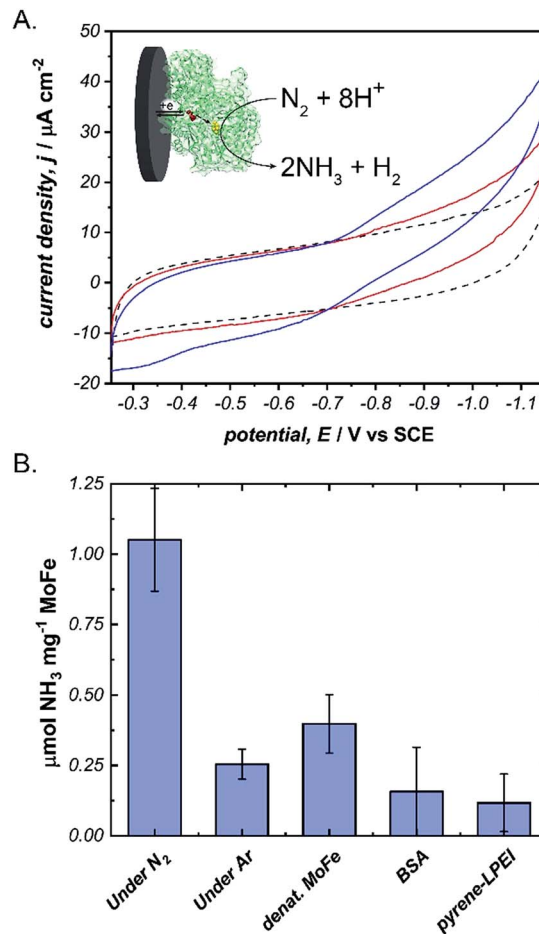 A.
current density, j / μA cm⁻²
50
40
30
20
10
0
-10
-20
+e⁻
N₂ + 8H⁺
2NH₃ + H₂
-0.3 -0.4 -0.5 -0.6 -0.7 -0.8 -0.9 -1.0 -1.1
potential, E / V vs SCE
B.
μmol NH₃ mg⁻¹ MoFe
1.25
1.00
0.75
0.50
0.25
0.00
Under N₂
Under Ar
denat. MoFe
BSA
pyrene-LPEI